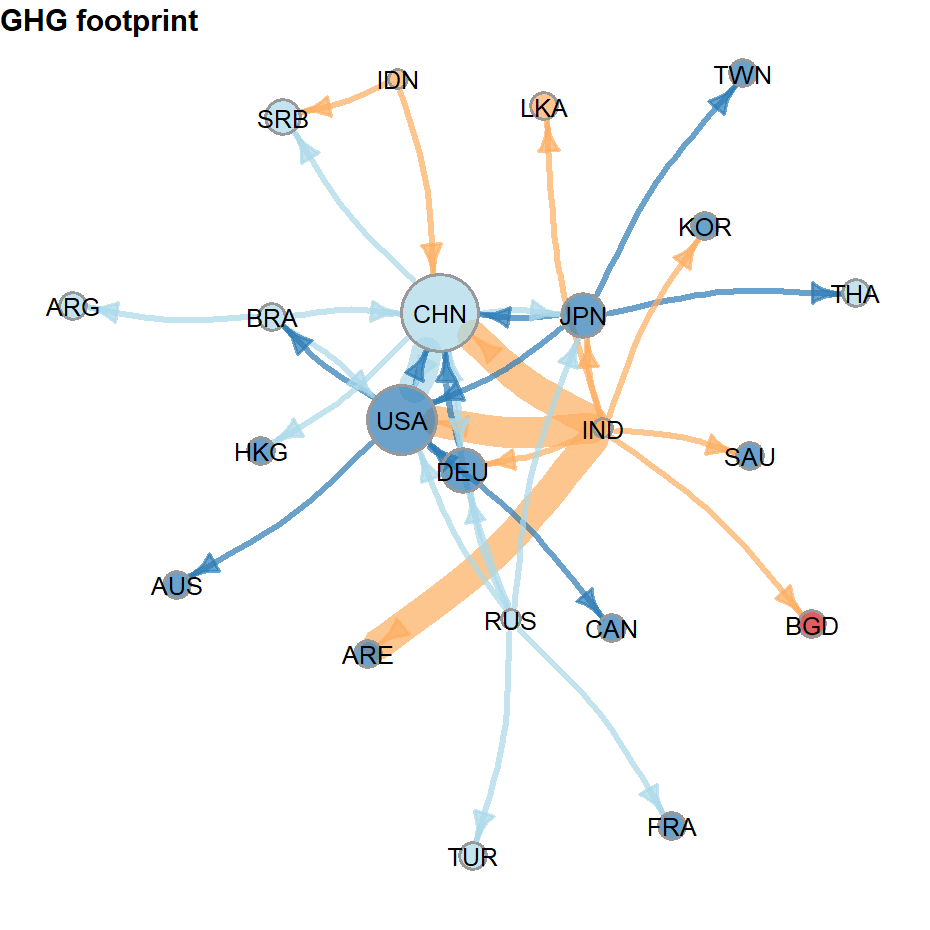 GHG footprint
TWN
IDN
LKA
SRB
KOR
THA
ARG
BRA
CHN
JPN
USA
IND
HKG
DEU
SAU
AUS
RUS
CAN
BGD
ARE
FRA
TUR